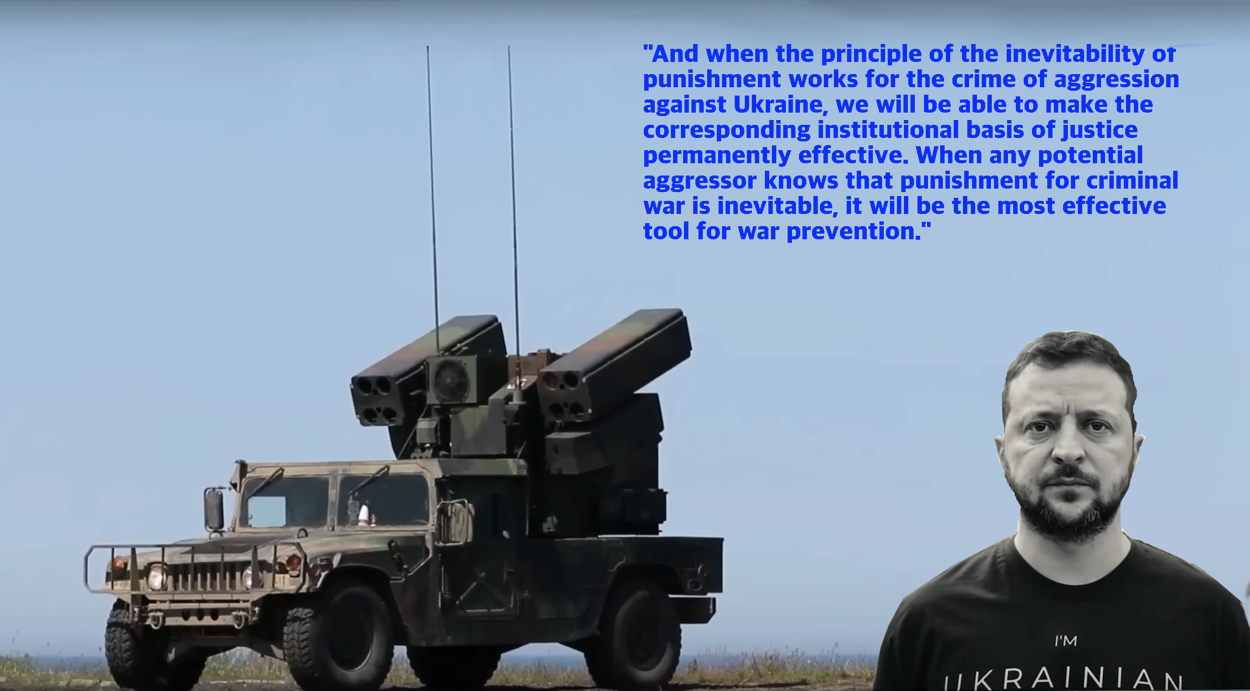 "And when the principle of the inevitability of
punishment works for the crime of aggression
against Ukraine, we will be able to make the
corresponding institutional basis of justice
permanently effective. When any potential
aggressor knows that punishment for criminal
war is inevitable, it will be the most effective
tool for war prevention."
I'M
UKRAINIAN